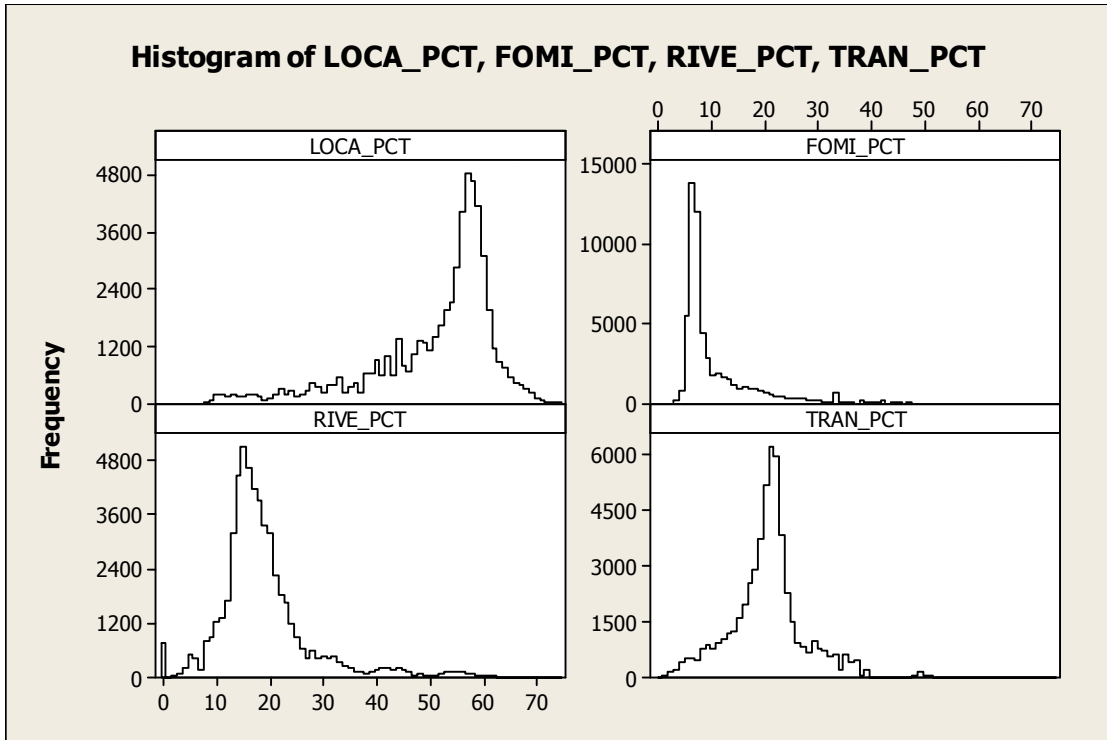 Histogram of LOCA_PCT, FOMI_PCT, RIVE_PCT, TRAN_PCT
0 10 20 30 40 50 60 70
LOCA_PCT
FOMI_PCT
4800
3600
2400
1200
0
15000
10000
5000
0
Frequency
RIVE_PCT
TRAN_PCT
4800
3600
2400
1200
0
6000
4500
3000
1500
0
0 10 20 30 40 50 60 70